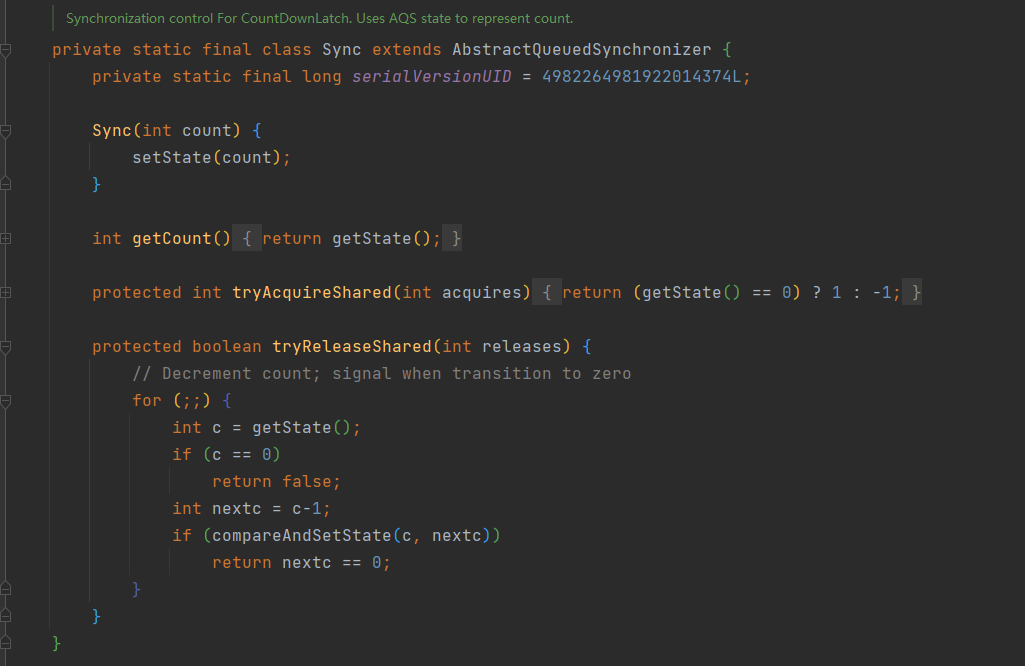 Synchronization control For CountDownLatch. Uses AQS state to represent count.
private static final class Sync extends AbstractQueuedSynchronizer {
private static final long serialVersionUID = 4982264981922014374L;
Sync(int count) {
setState(count);
}
int getCount() { return getState(); }
protected int tryAcquireShared(int acquires) { return (getState() == 0) ? 1 : -1; }
protected boolean tryReleaseShared(int releases) {
// Decrement count; signal when transition to zero
for (;;) {
int c = getState();
if (c == 0)
return false;
int nextc = c-1;
if (compareAndSetState(c, nextc))
return nextc == 0;
}
}
}